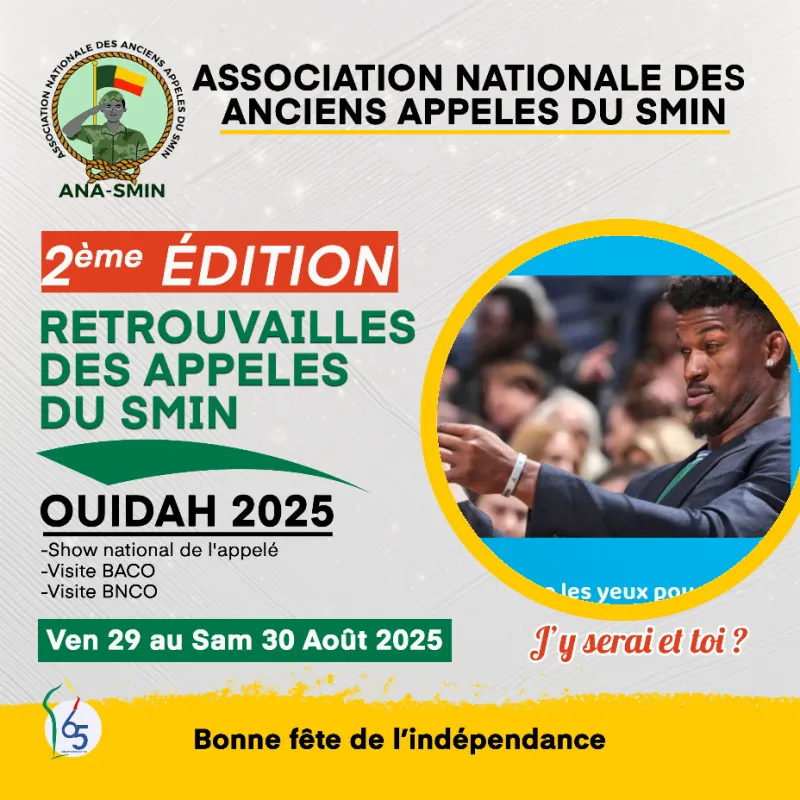 ASSOCIATION NATIONALE DES ANCIENS APPELES DU SMIN
ANA-SMIN
ASSOCIATION NATIONALE DES
ANCIENS APPELES DU SMIN
2ème ÉDITION
RETROUVAILLES
DES APPELES
DU SMIN
OUIDAH 2025
-Show national de l'appelé
-Visite BACO
-Visite BNCO
Ven 29 au Sam 30 Août 2025
les yeux pou
J'y serai et toi ?
65
Bonne fête de l'indépendance